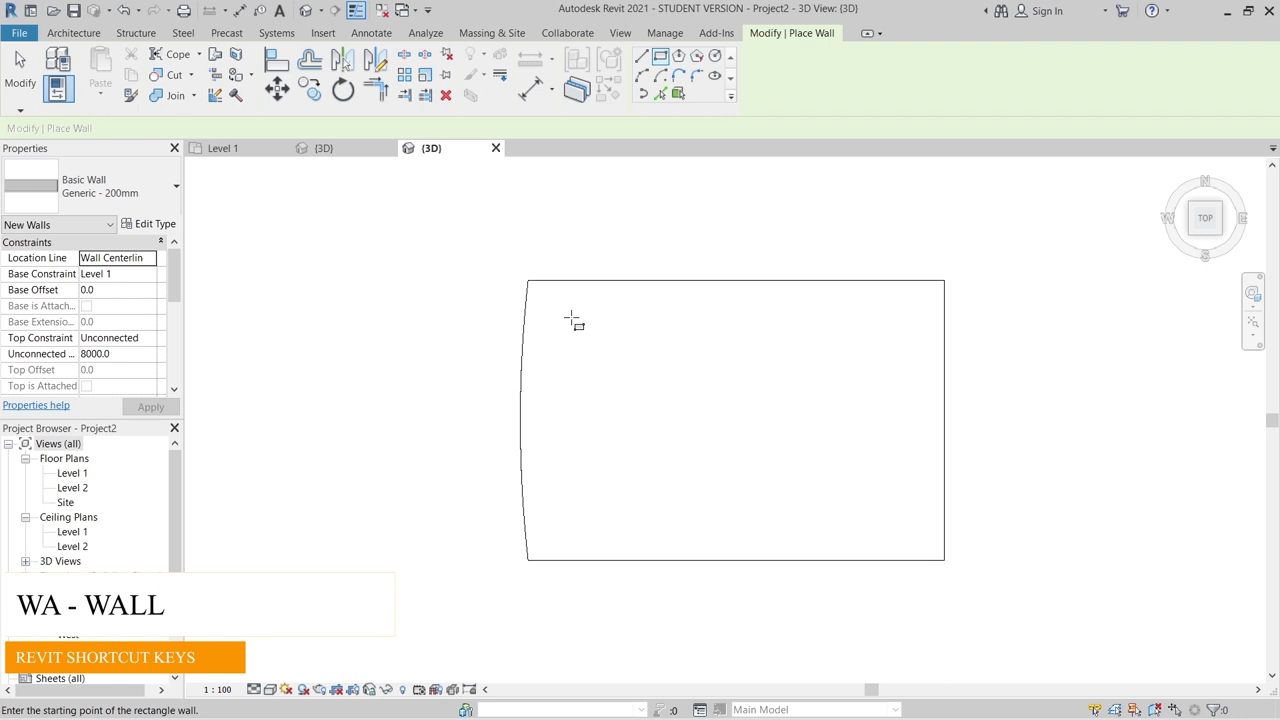 Autodesk Revit 2021 - STUDENT VERSION - Project2 - 3D View: {3D}
Sign In
File Architecture Structure Steel Precast Systems Insert Annotate Analyze Massing & Site Collaborate View Manage Add-Ins Modify | Place Wall
Modify
Paste
Cope
Cut
Join
Modify | Place Wall
Properties
Level 1
{3D}
{3D}
Basic Wall
Generic - 200mm
New Walls
Edit Type
Constraints
Location Line Wall Centerlin
Base Constraint Level 1
Base Offset 0.0
Base is Attach...
Base Extensio... 0.0
Top Constraint Unconnected
Unconnected ... 8000.0
Top Offset 0.0
Top is Attached
Properties help
Apply
Project Browser - Project2
Views (all)
Floor Plans
Level 1
Level 2
Site
Ceiling Plans
Level 1
Level 2
3D Views
WA - WALL
REVIT SHORTCUT KEYS
Sheets (all)
N
W
TOP
E
S
1 : 100
Enter the starting point of the rectangle wall.
:0
Main Model
:0